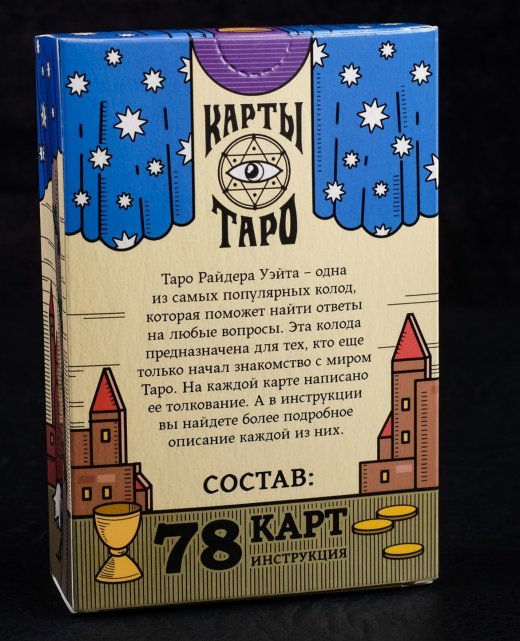 КАРТЫ
ТАРО
Таро Райдера Уэйта – одна
из самых популярных колод,
которая поможет найти ответы
на любые вопросы. Эта колода
предназначена для тех, кто еще
только начал знакомство с миром
Таро. На каждой карте написано
ее толкование. А в инструкции
вы найдете более подробное
описание каждой из них.
СОСТАВ:
78 КАРТ
ИНСТРУКЦИЯ